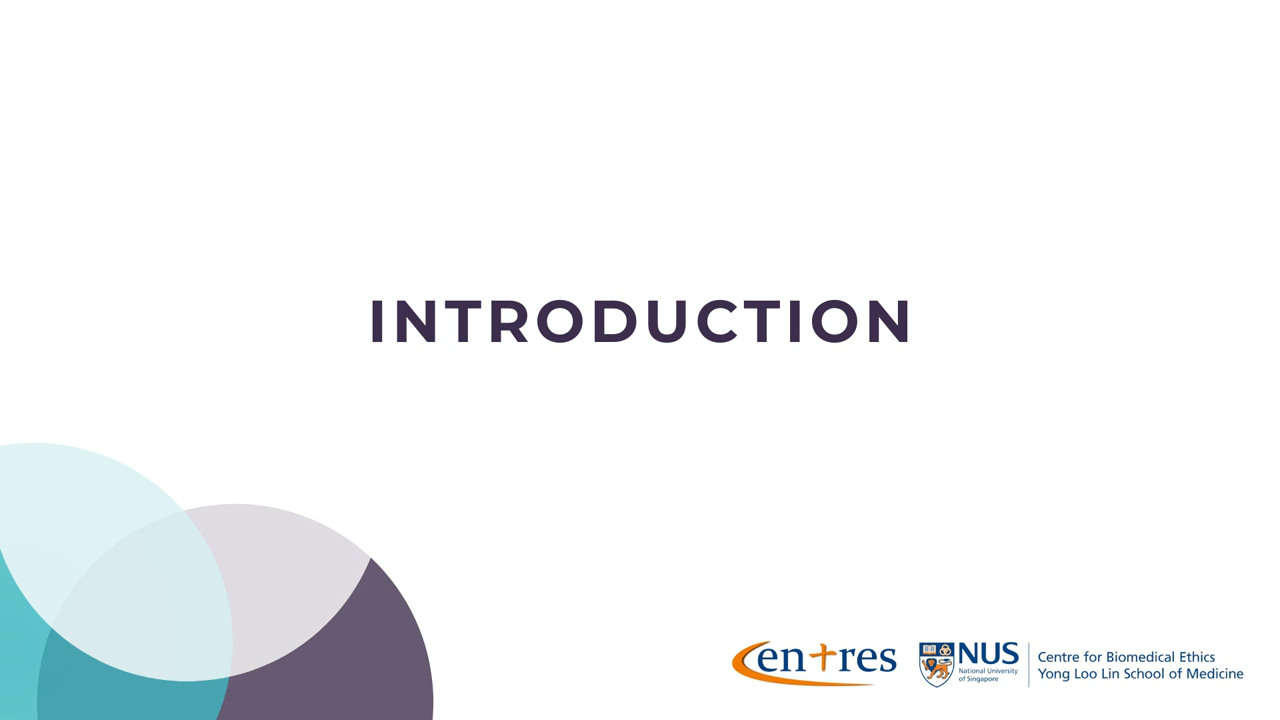 INTRODUCTION
Centres
NUS
National University
of Singapore
Centre for Biomedical Ethics
Yong Loo Lin School of Medicine